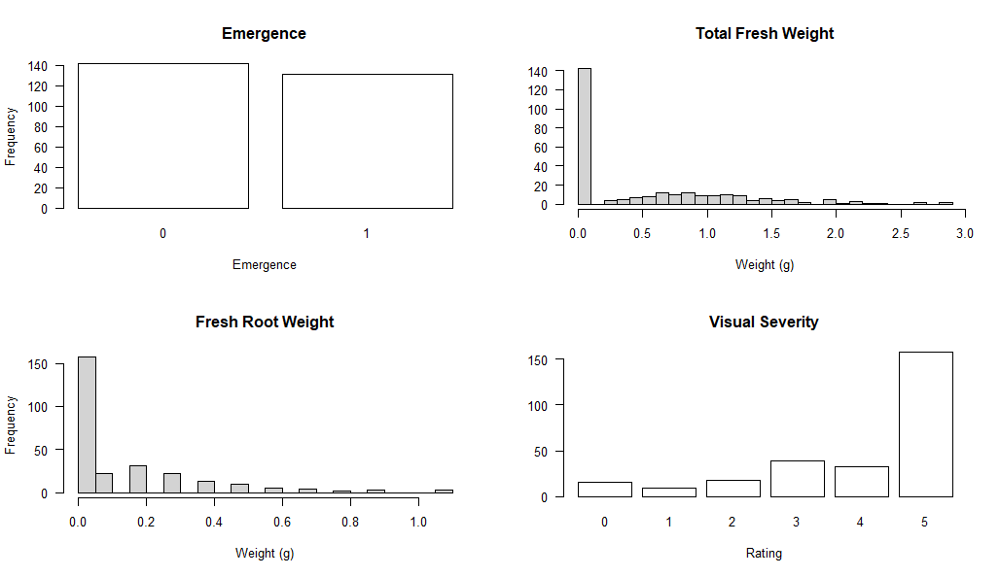 Emergence
Frequency
140
120
100
80
60
40
20
0
0 1
Emergence
Total Fresh Weight
140
120
100
80
60
40
20
0
0.0 0.5 1.0 1.5 2.0 2.5 3.0
Weight (g)
Fresh Root Weight
Frequency
150
100
50
0
0.0 0.2 0.4 0.6 0.8 1.0
Weight (g)
Visual Severity
150
100
50
0
0 1 2 3 4 5
Rating